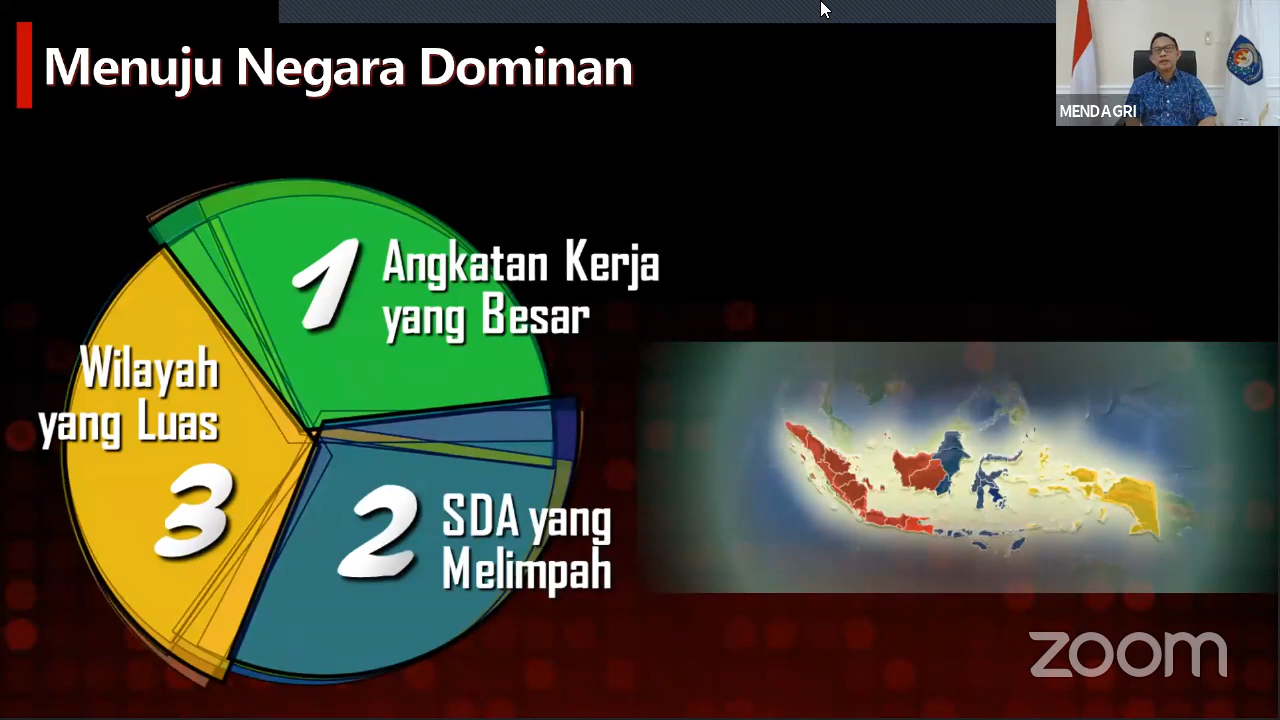 Menuju Negara Dominan
MENDAGRI
1
Angkatan Kerja
yang Besar
Wilayah
yang Luas
3
2
SDA yang
Melimpah
zoom